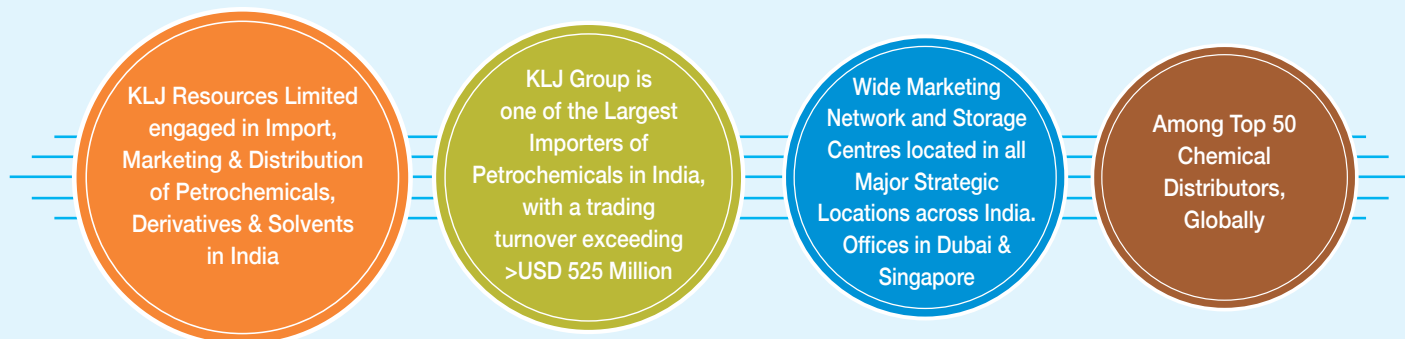 KLJ Resources Limited
engaged in Import,
Marketing & Distribution
of Petrochemicals,
Derivatives & Solvents
in India
KLJ Group is
one of the Largest
Importers of
Petrochemicals in India,
with a trading
turnover exceeding
>USD 525 Million
Wide Marketing
Network and Storage
Centres located in all
Major Strategic
Locations across India.
Offices in Dubai &
Singapore
Among Top 50
Chemical
Distributors,
Globally